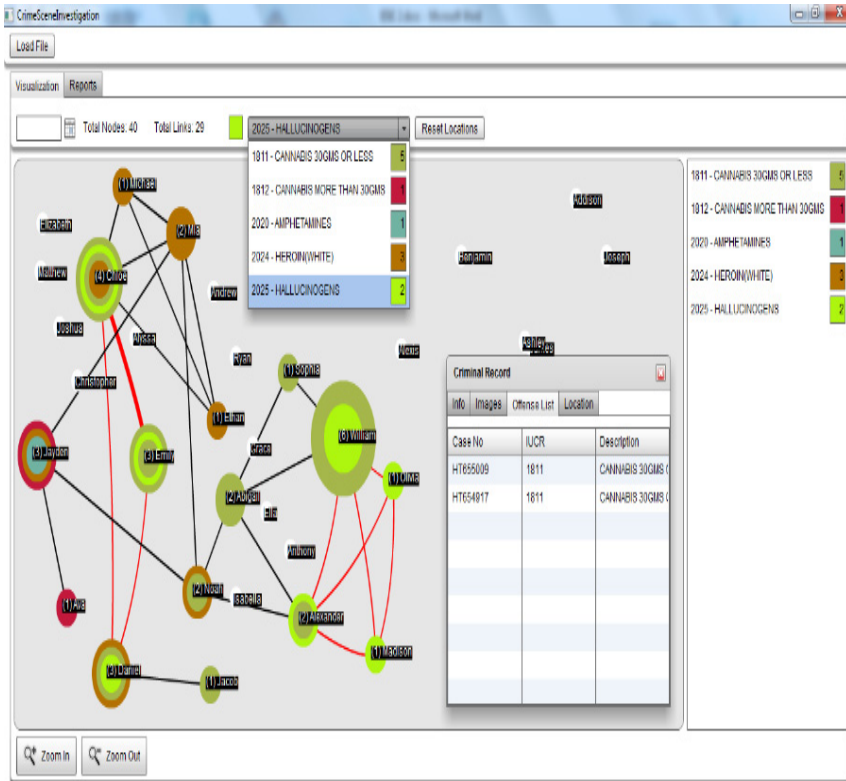 CrimeSceneInvestigation
Load File
Visualization Reports
Total Nodes: 40 Total Links: 29 2025 - HALLUCINOGENS Reset Locations
1811 - CANNABIS 30GMS OR LESS 5
1812 - CANNABIS MORE THAN 30GMS 1
2020 - AMPHETAMINES 1
2024 - HEROIN(WHITE) 3
2025 - HALLUCINOGENS 2
1811 - CANNABIS 30GMS OR LESS 5
1812 - CANNABIS MORE THAN 30GMS 1
2020 - AMPHETAMINES 1
2024 - HEROIN(WHITE) 3
2025 - HALLUCINOGENS 2
(1) Michael
Elizabeth
(2) Mia
Matthew
(4) Chloe
Andrew
Joshua
Alyssa
Ryan
Christopher
(1) Sophia
(1) Ethan
(6) William
Grace
(3) Jayden
(3) Emily
(1) Olivia
(2) Abigail
Ella
Anthony
(2) Noah
Isabella
(1) Ava
(2) Alexander
(1) Madison
(3) Daniel
(1) Jacob
Addison
Benjamin
Joseph
Alexis
Ashley
Criminal Record
Info Images Offense List Location
Case No IUCR Description
HT655009 1811 CANNABIS 30GMS
HT654917 1811 CANNABIS 30GMS
Zoom In Zoom Out